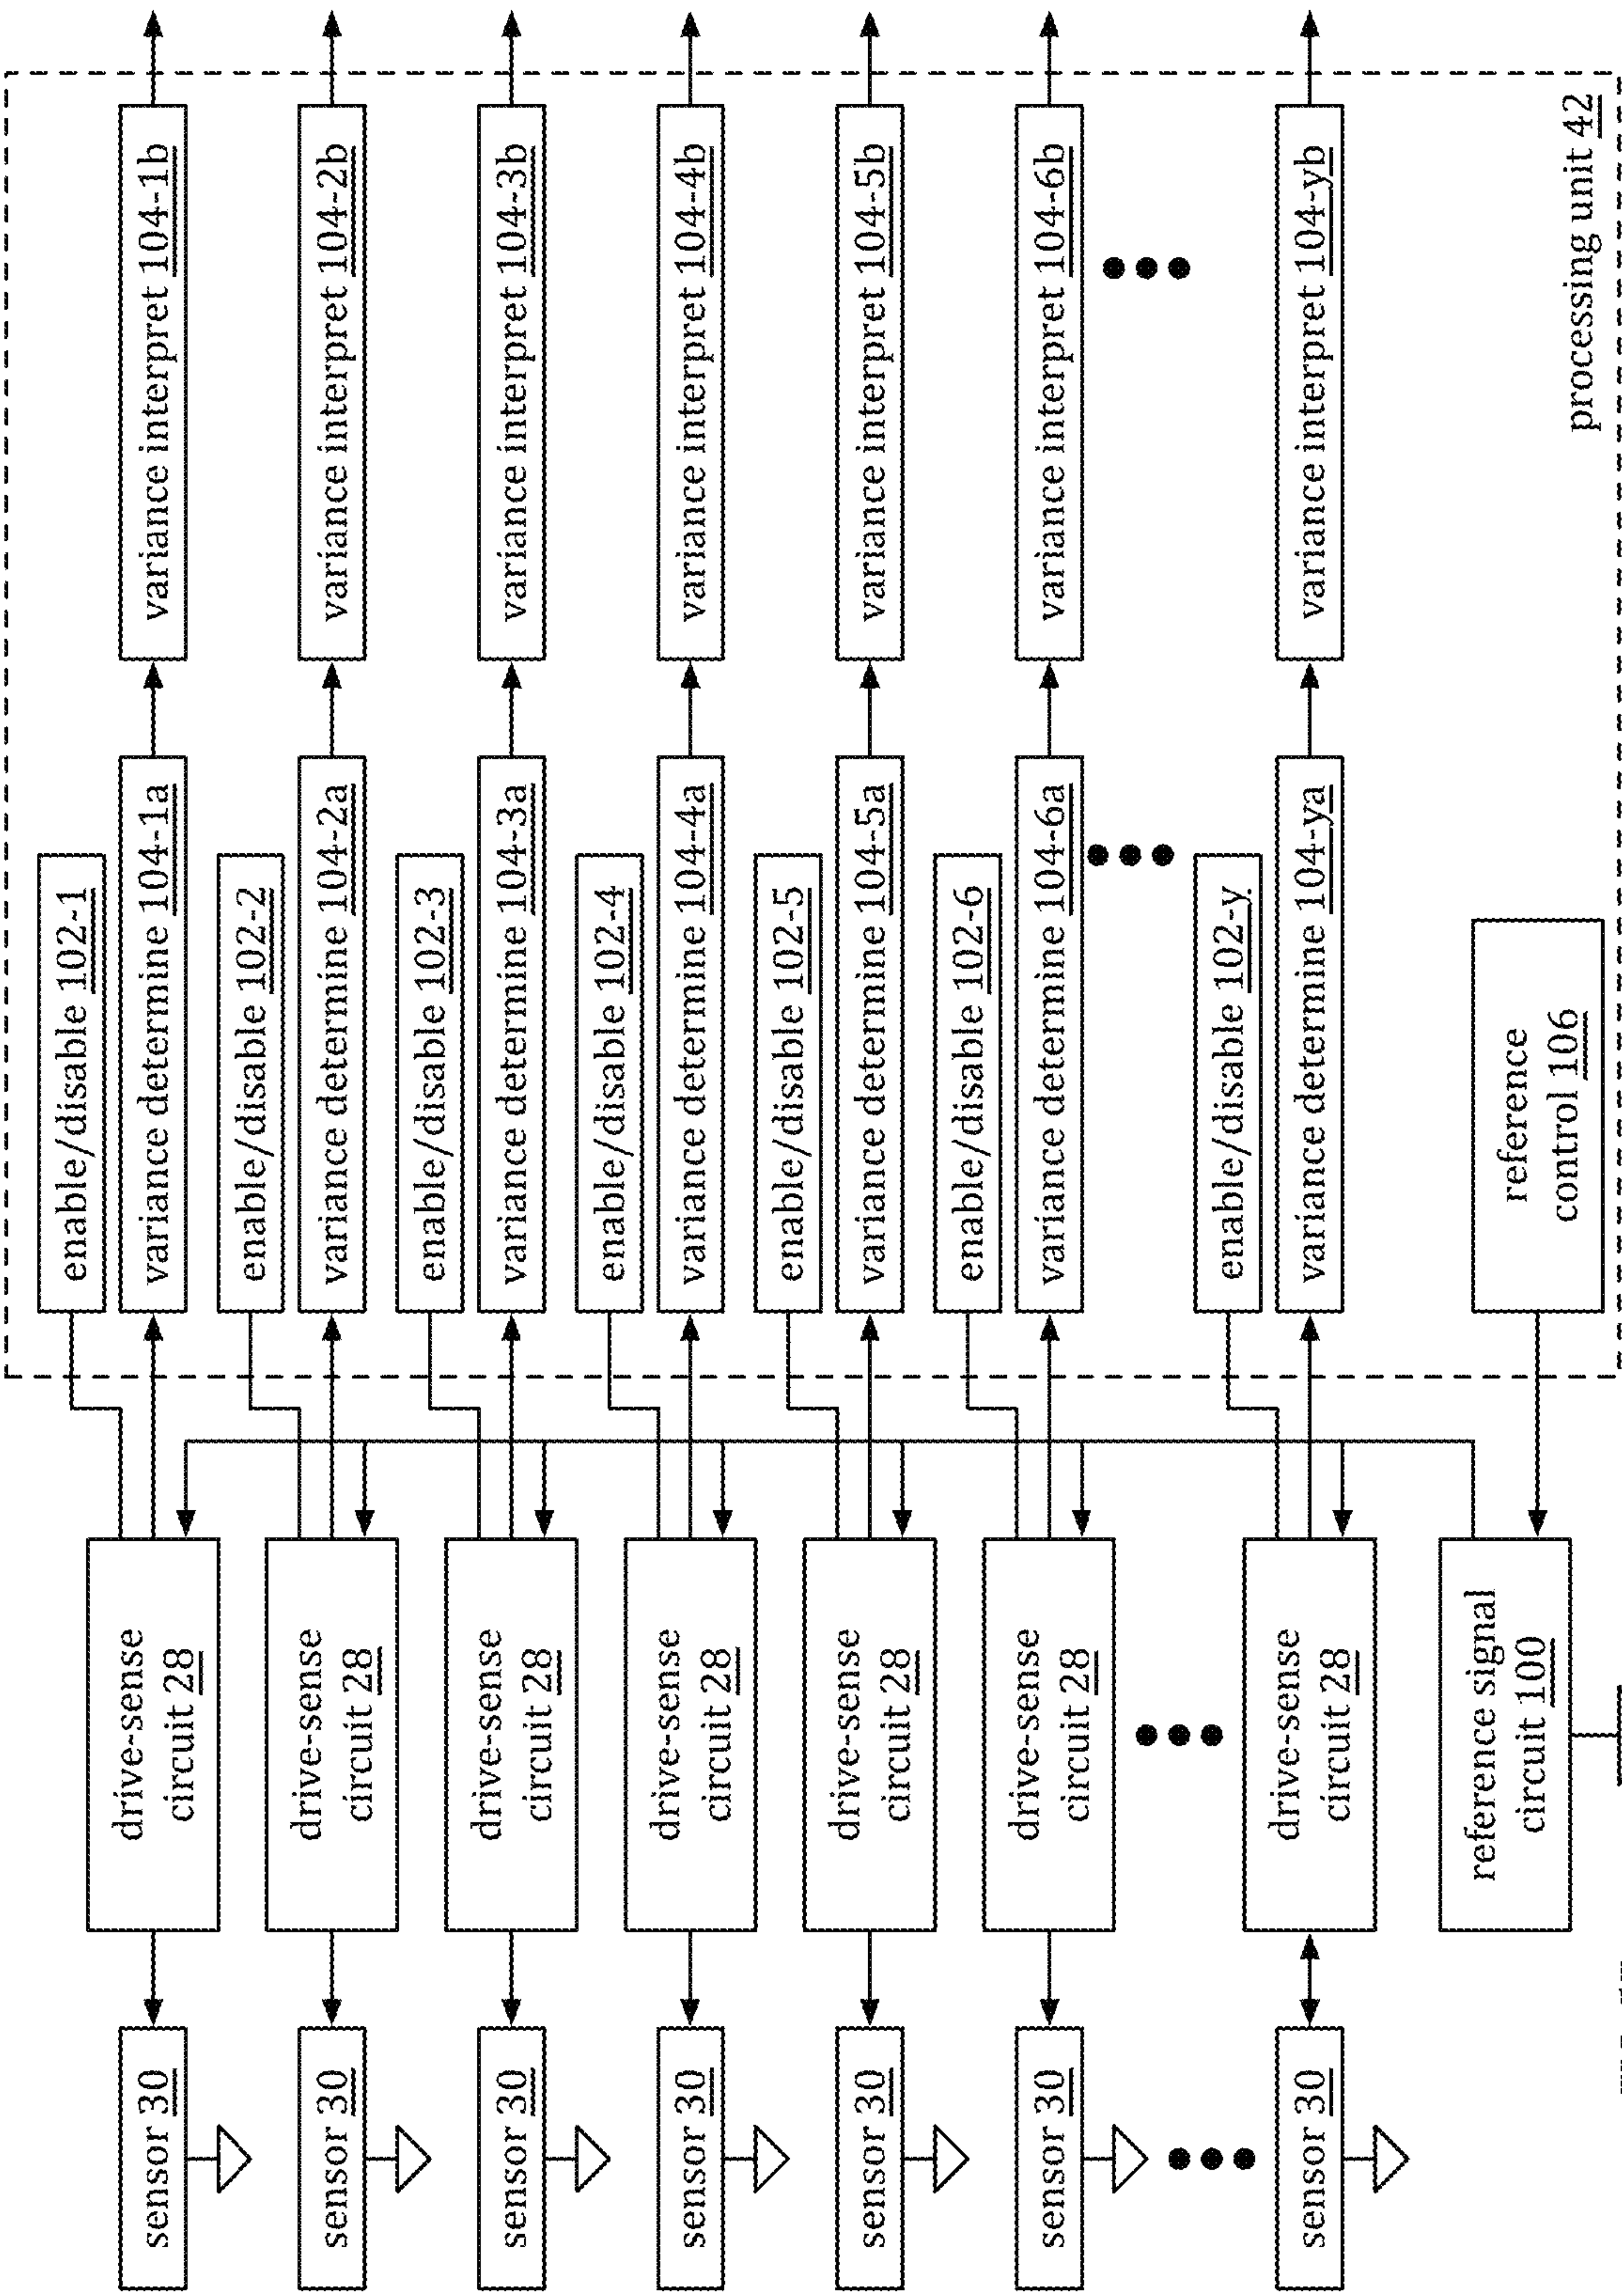 enable/disable 102-1
sensor 30
drive-sense
circuit 28
variance determine 104-1a
variance interpret 104-1b
enable/disable 102-2
sensor 30
drive-sense
circuit 28
variance determine 104-2a
variance interpret 104-2b
enable/disable 102-3
sensor 30
drive-sense
circuit 28
variance determine 104-3a
variance interpret 104-3b
enable/disable 102-4
sensor 30
drive-sense
circuit 28
variance determine 104-4a
variance interpret 104-4b
enable/disable 102-5
sensor 30
drive-sense
circuit 28
variance determine 104-5a
variance interpret 104-5b
enable/disable 102-6
sensor 30
drive-sense
circuit 28
variance determine 104-6a
variance interpret 104-6b
enable/disable 102-y
sensor 30
drive-sense
circuit 28
variance determine 104-ya
variance interpret 104-yb
reference signal
circuit 100
reference
control 106
processing unit 42